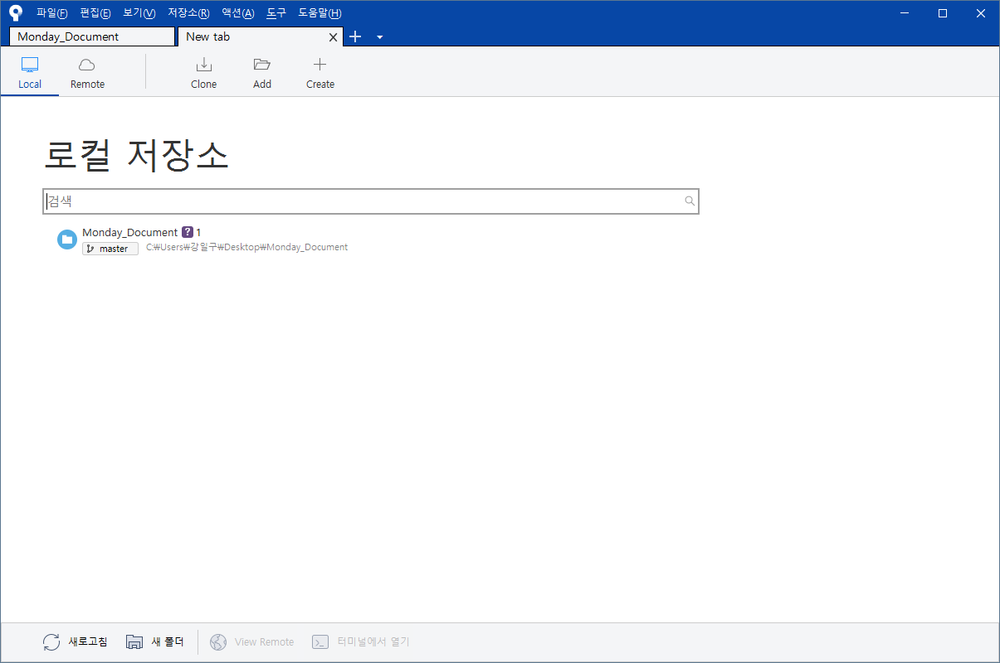 파일(F) 편집(E) 보기(V) 저장소(R) 액션(A) 도구 도움말(H)
Monday_Document New tab
Local Remote Clone Add Create
로컬 저장소
검색
Monday_Document ? 1
master C:₩Users₩강일구₩Desktop₩Monday_Document
새로고침 새 폴더 View Remote 터미널에서 열기